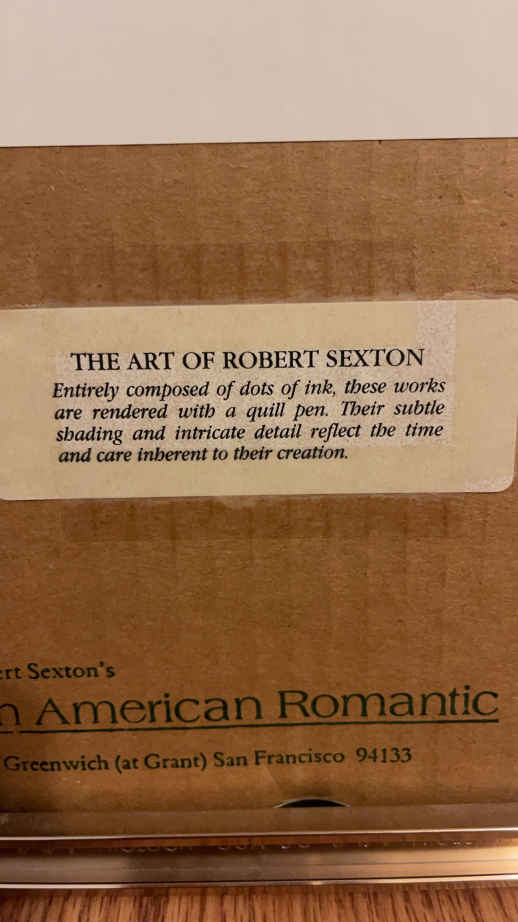 THE ART OF ROBERT SEXTON
Entirely composed of dots of ink, these works
are rendered with a quill pen. Their subtle
shading and intricate detail reflect the time
and care inherent to their creation.
ert Sexton's
n American Romantic
Greenwich (at Grant) San Francisco 94133